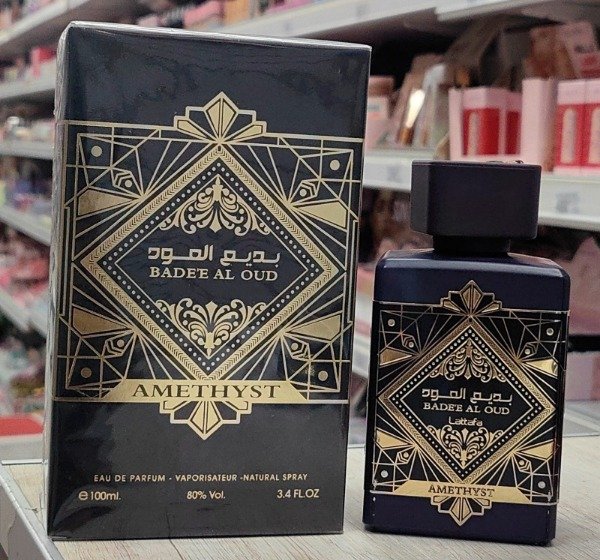 بديع العود
BADE'E AL OUD
AMETHYST
EAU DE PARFUM - VAPORISATEUR -NATURAL SPRAY
℮100ml. 80% Vol. 3.4 FL.OZ
بديع العود
BADE'E AL OUD
Lattafa
AMETHYST